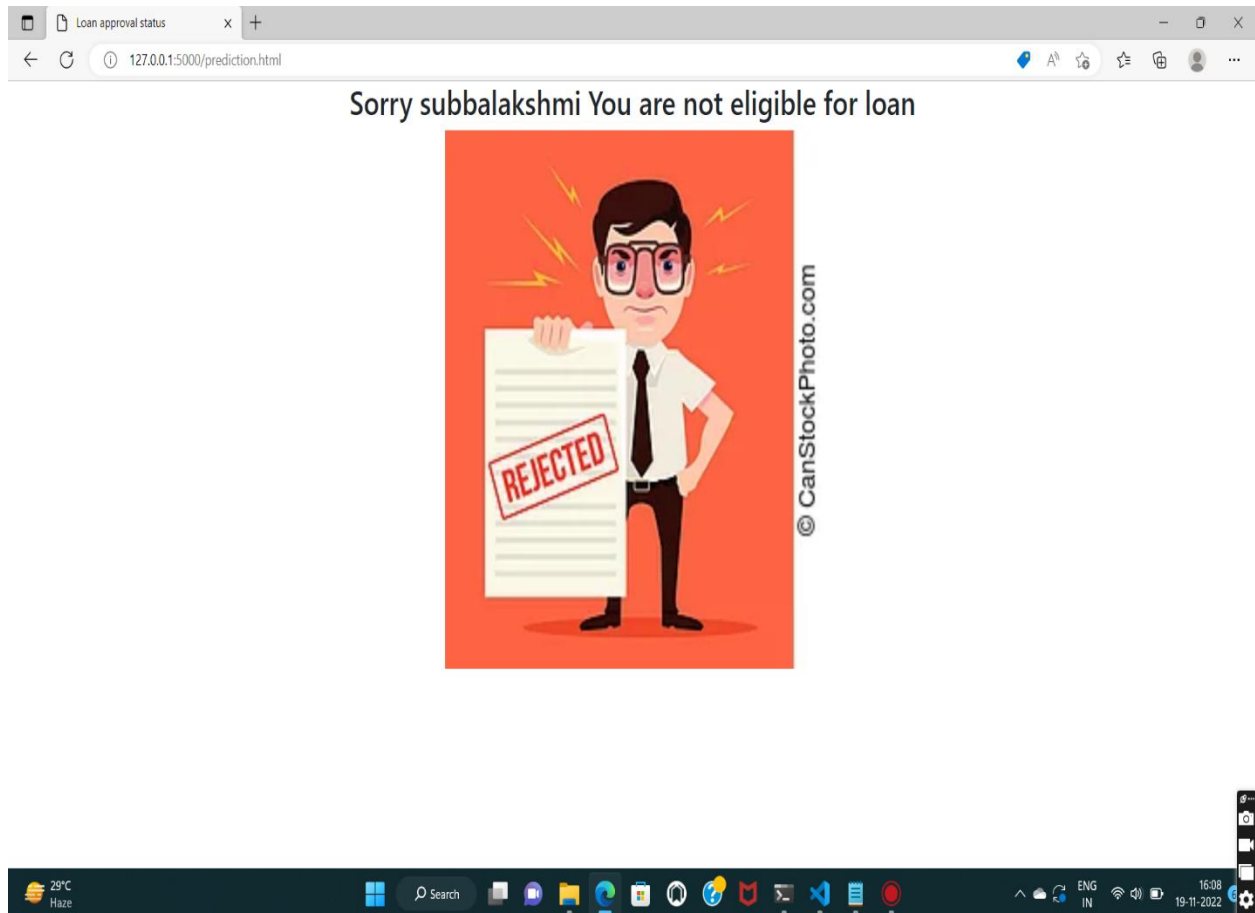 Loan approval status
127.0.0.1:5000/prediction.html
Sorry subbalakshmi You are not eligible for loan
REJECTED
© CanStockPhoto.com
29°C
Haze
Search
ENG
IN
16:08
19-11-2022